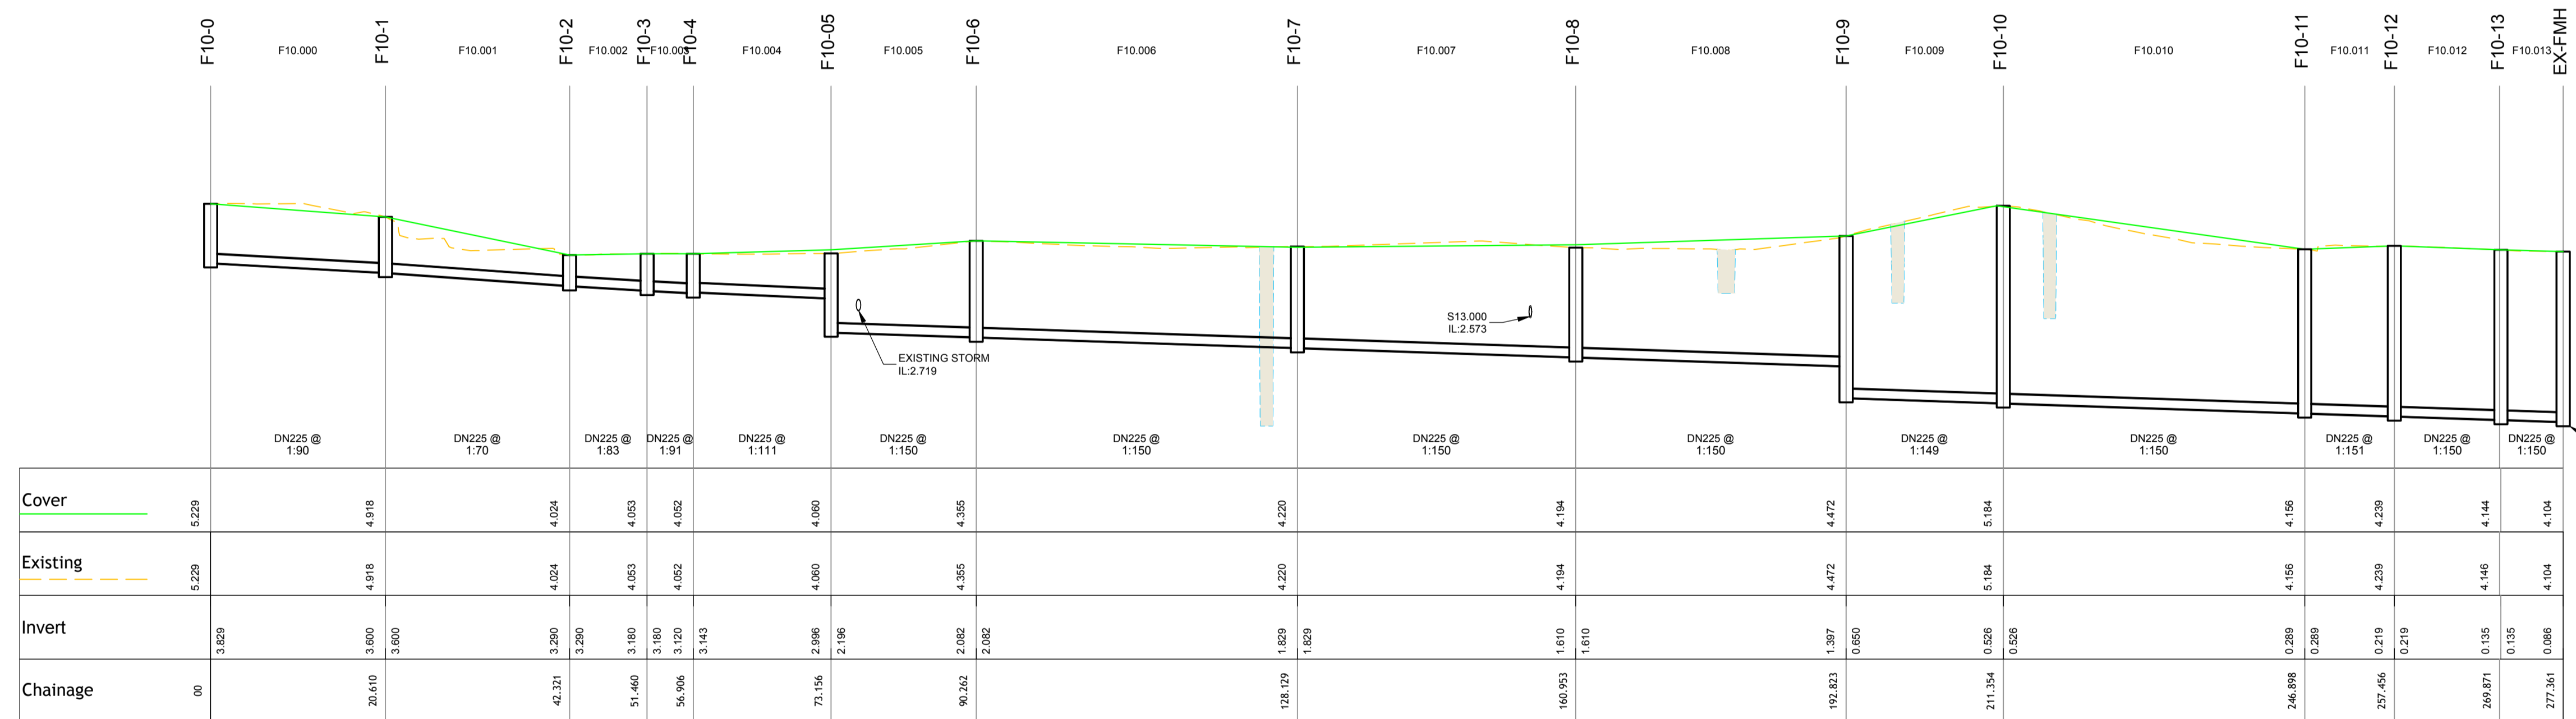 F10-0 F10.000 F10-1 F10.001 F10-2 F10.002 F10-3 F10.003 F10-4 F10.004 F10-05 F10.005 F10-6 F10.006 F10-7 F10.007 F10-8 F10.008 F10-9 F10.009 F10-10 F10.010 F10-11 F10.011 F10-12 F10.012 F10-13 F10.013 EX-FMH
S13.000
IL:2.573
EXISTING STORM
IL:2.719
DN225 @ DN225 @ DN225 @ DN225 @ DN225 @ DN225 @ DN225 @ DN225 @ DN225 @ DN225 @ DN225 @ DN225 @ DN225 @ DN225 @
1:90 1:70 1:83 1:91 1:111 1:150 1:150 1:150 1:150 1:149 1:150 1:151 1:150 1:150
Cover 5.229 4.918 4.024 4.053 4.052 4.060 4.355 4.220 4.194 4.472 5.184 4.156 4.239 4.144 4.104
Existing 5.229 4.918 4.024 4.053 4.052 4.060 4.355 4.220 4.194 4.472 5.184 4.156 4.239 4.146 4.104
Invert 3.829 3.600 3.600 3.290 3.290 3.180 3.180 3.120 3.143 2.996 2.196 2.082 2.082 1.829 1.829 1.610 1.610 1.397 0.650 0.526 0.526 0.289 0.289 0.219 0.219 0.135 0.135 0.086
Chainage 00 20.610 42.321 51.460 56.906 73.156 90.262 128.129 160.953 192.823 211.354 246.898 257.456 269.871 277.361